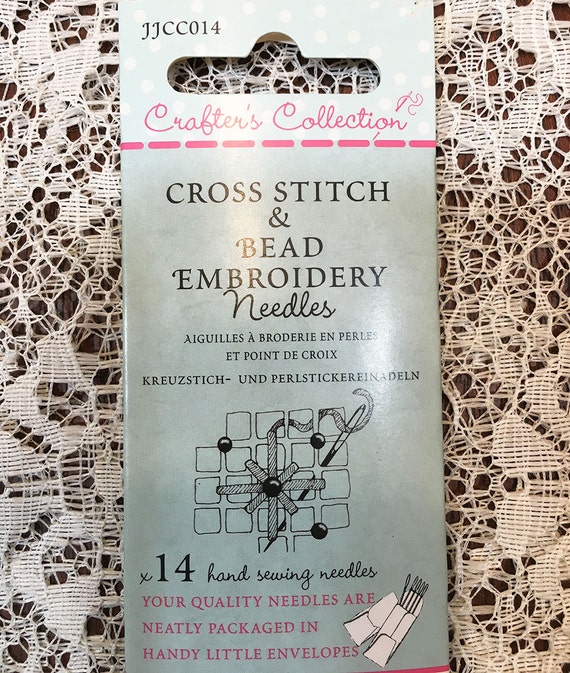 JJCC014
Crafter's Collection
CROSS STITCH
&
BEAD
EMBROIDERY
Needles
AIGUILLES À BRODERIE EN PERLES
ET POINT DE CROIX
KREUZSTICH- UND PERLSTICKEREINADELN
x14 hand sewing needles
YOUR QUALITY NEEDLES ARE
NEATLY PACKAGED IN
HANDY LITTLE ENVELOPES